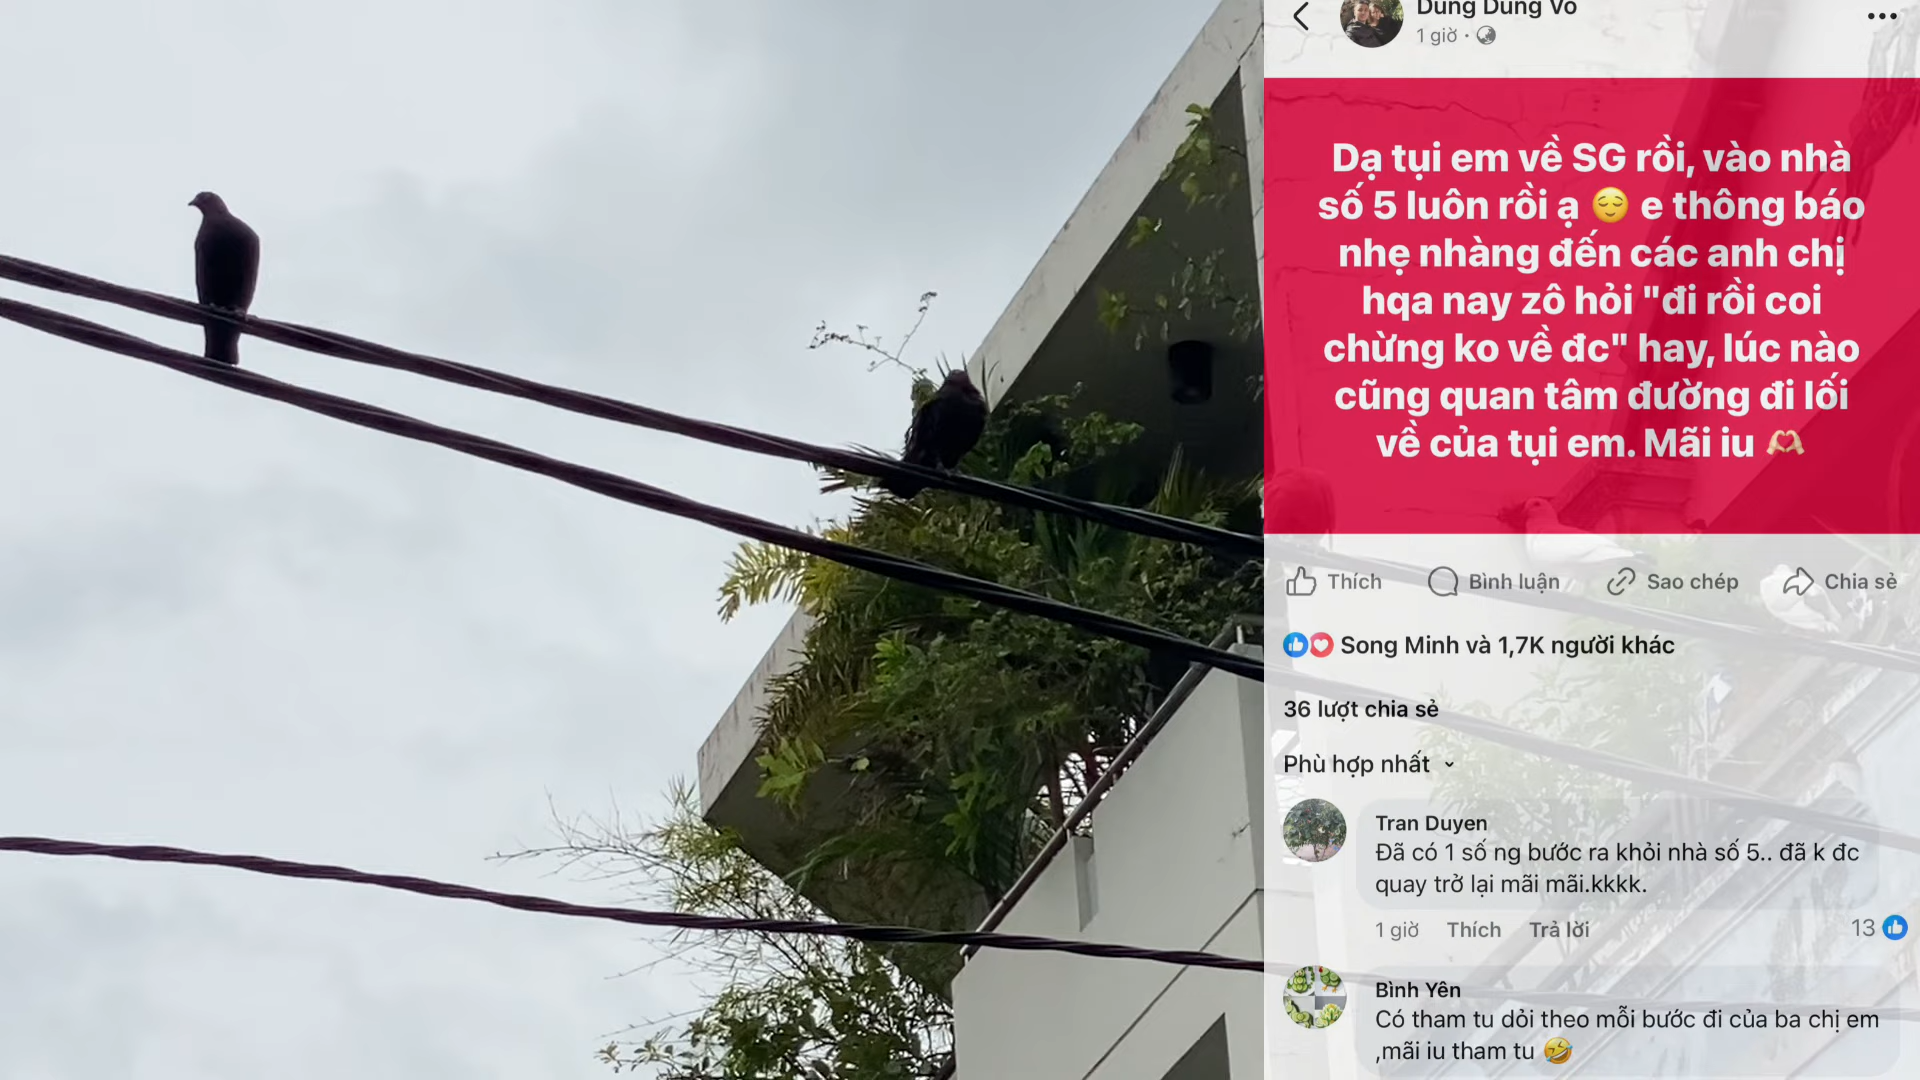 Dung Dung Vo
1 giờ ·
Dạ tụi em về SG rồi, vào nhà
số 5 luôn rồi ạ 😌 e thông báo
nhẹ nhàng đến các anh chị
hqa nay zô hỏi "đi rồi coi
chừng ko về đc" hay, lúc nào
cũng quan tâm đường đi lối
về của tụi em. Mãi iu 🫶
Thích Bình luận Sao chép Chia sẻ
Song Minh và 1,7K người khác
36 lượt chia sẻ
Phù hợp nhất
Tran Duyen
Đã có 1 số ng bước ra khỏi nhà số 5.. đã k đc
quay trở lại mãi mãi.kkkk.
1 giờ Thích Trả lời 13
Bình Yên
Có tham tu dỏi theo mỗi bước đi của ba chị em
,mãi iu tham tu 🤣